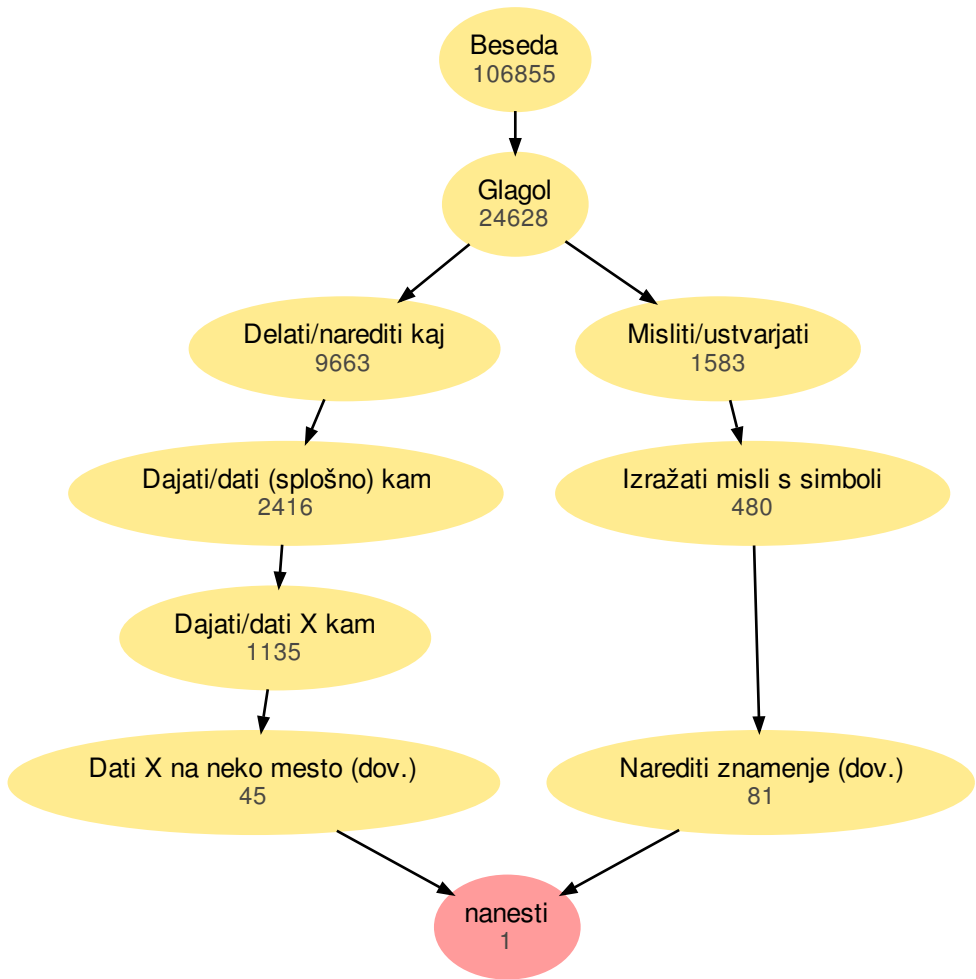 Beseda
106855
Glagol
24628
Delati/narediti kaj
9663
Misliti/ustvarjati
1583
Dajati/dati (splošno) kam
2416
Izražati misli s simboli
480
Dajati/dati X kam
1135
Dati X na neko mesto (dov.)
45
Narediti znamenje (dov.)
81
nanesti
1